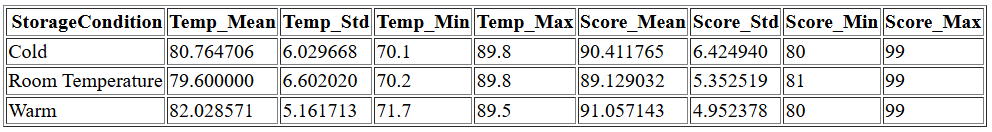 StorageCondition Temp_Mean Temp_Std Temp_Min Temp_Max Score_Mean Score_Std Score_Min Score_Max
Cold 80.764706 6.029668 70.1 89.8 90.411765 6.424940 80 99
Room Temperature 79.600000 6.602020 70.2 89.8 89.129032 5.352519 81 99
Warm 82.028571 5.161713 71.7 89.5 91.057143 4.952378 80 99